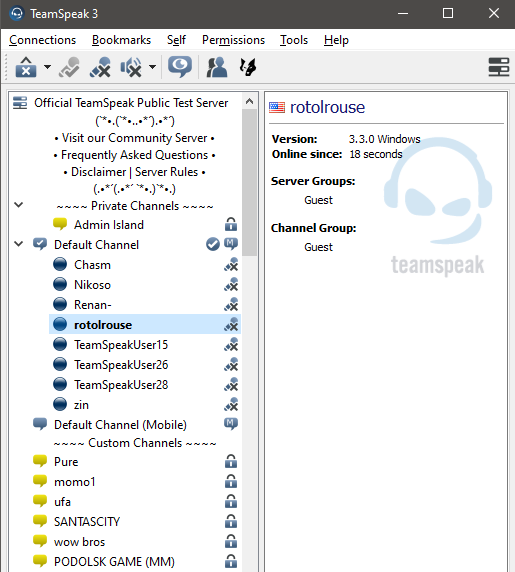 TeamSpeak 3
Connections Bookmarks Self Permissions Tools Help
Official TeamSpeak Public Test Server
(¨*•.(¨*•..•*´).•*´)
• Visit our Community Server •
• Frequently Asked Questions •
• Disclaimer | Server Rules •
(.•*´(.•*´¨*•.)¨*•.)
~~~~ Private Channels ~~~~
Admin Island
Default Channel M
Chasm
Nikoso
Renan-
rotolrouse
TeamSpeakUser15
TeamSpeakUser26
TeamSpeakUser28
zin
Default Channel (Mobile) M
~~~~ Custom Channels ~~~~
Pure
momo1
ufa
SANTASCITY
wow bros
PODOLSK GAME (MM)
rotolrouse
Version: 3.3.0 Windows
Online since: 18 seconds
Server Groups:
Guest
Channel Group:
Guest
teamspeak